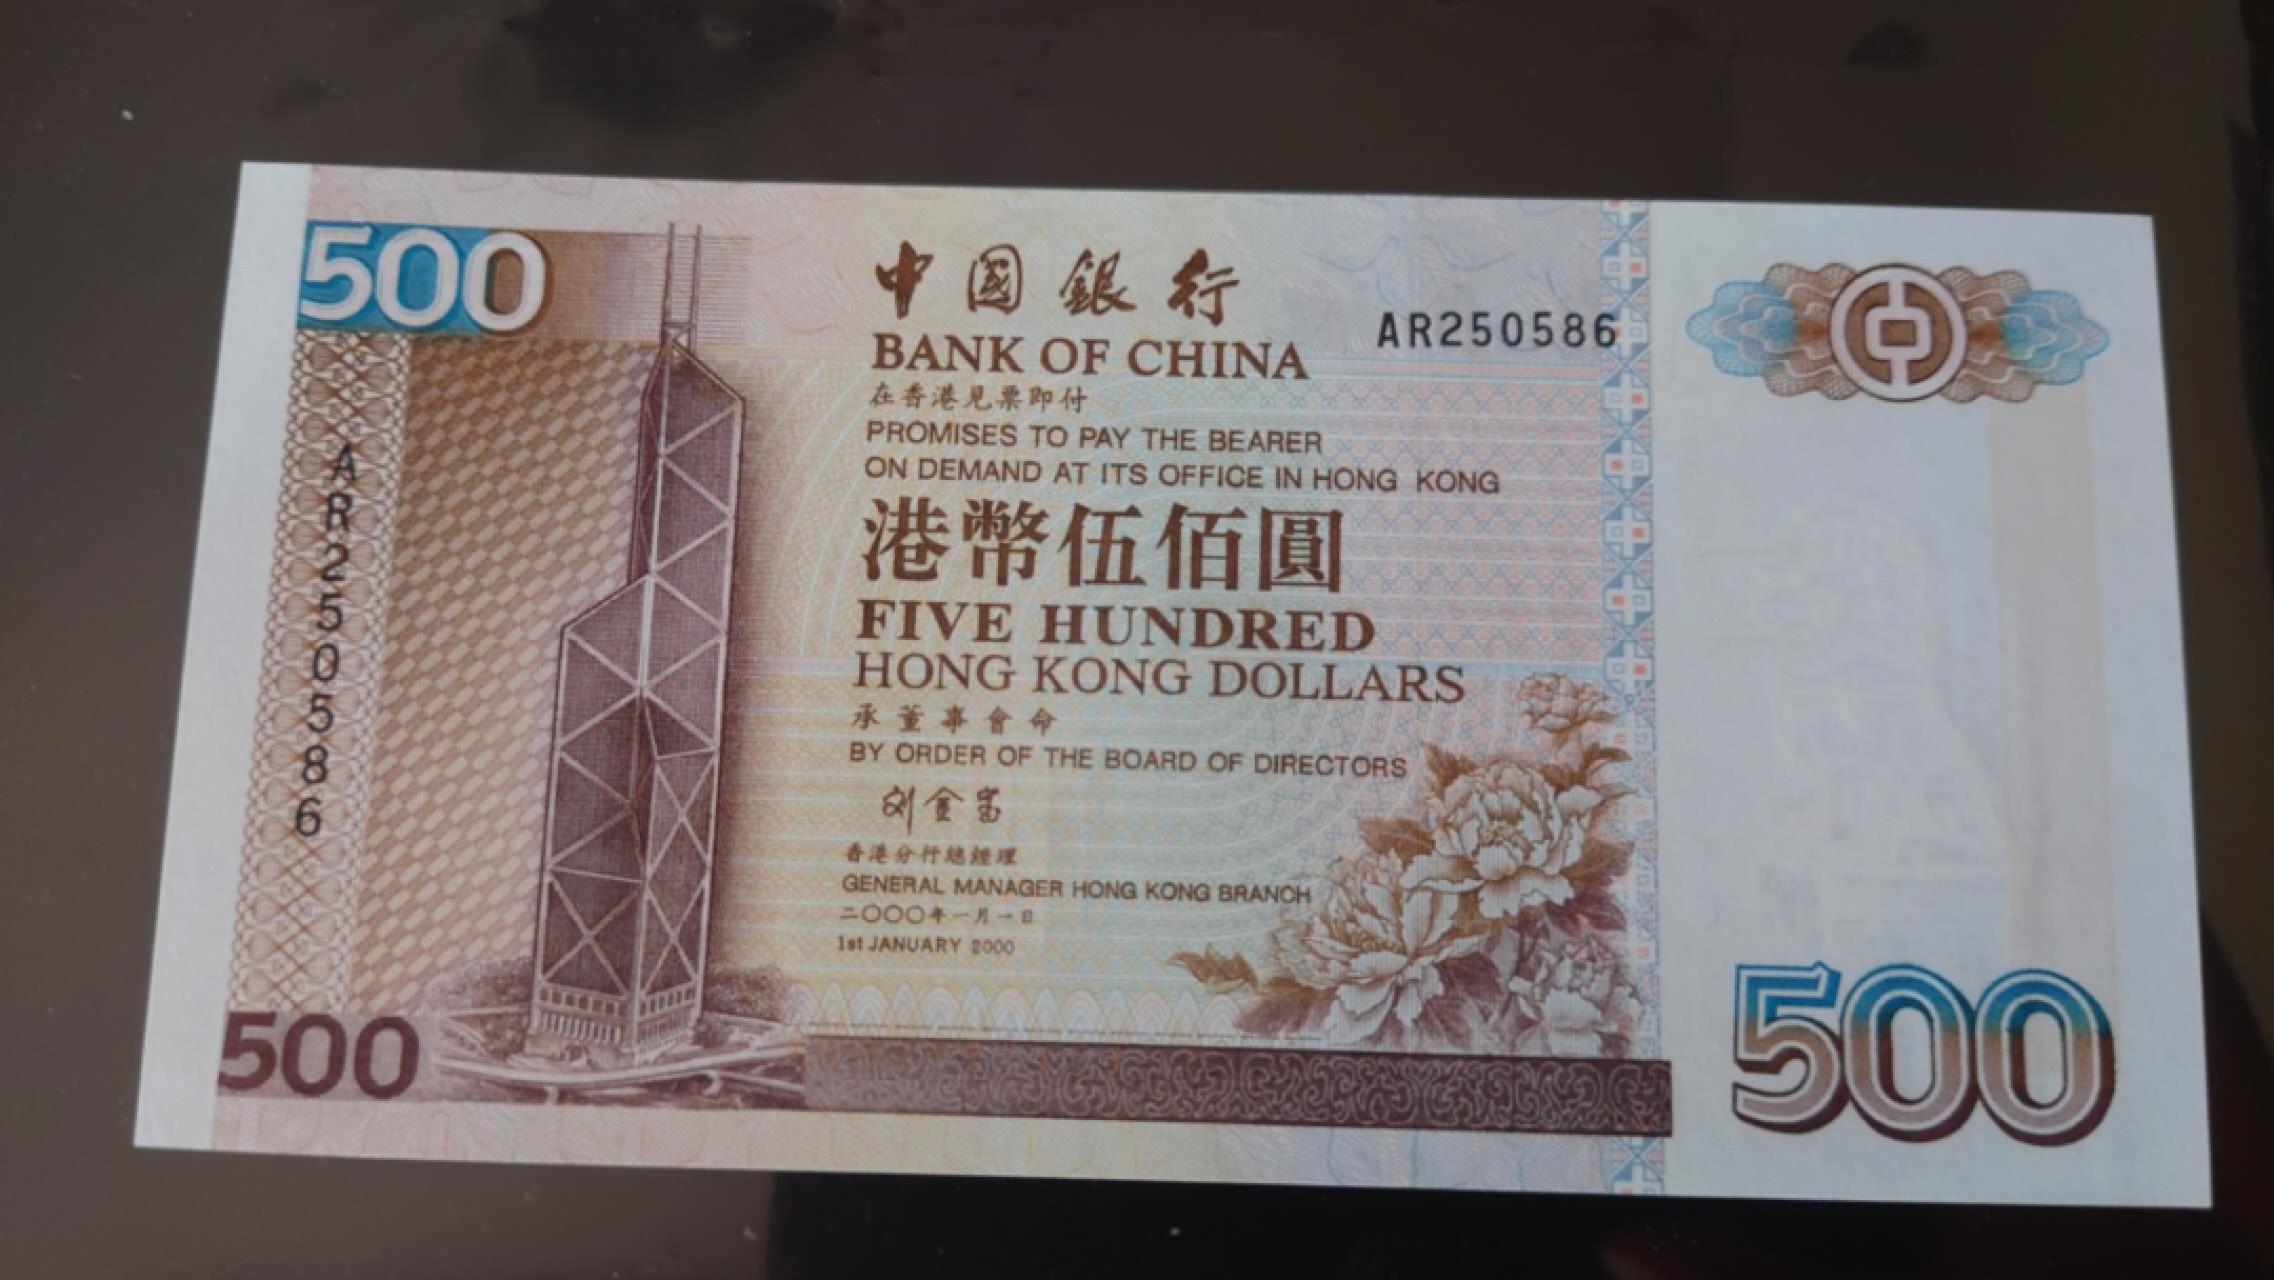 500
中國銀行
BANK OF CHINA
AR250586
在香港見票即付
PROMISES TO PAY THE BEARER
ON DEMAND AT ITS OFFICE IN HONG KONG
港幣伍佰圓
FIVE HUNDRED
HONG KONG DOLLARS
承董事會命
BY ORDER OF THE BOARD OF DIRECTORS
刘金宝
香港分行總經理
GENERAL MANAGER HONG KONG BRANCH
二〇〇〇年一月一日
1st JANUARY 2000
AR250586
500
500